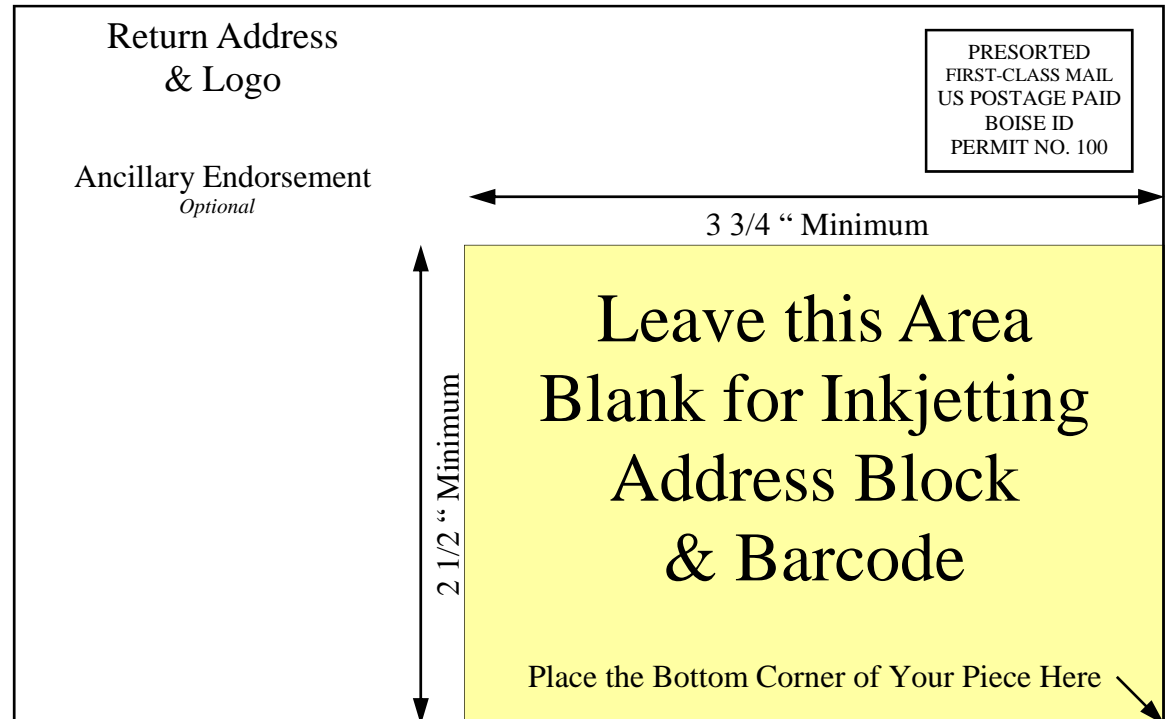 Return Address
& Logo
PRESORTED
FIRST-CLASS MAIL
US POSTAGE PAID
BOISE ID
PERMIT NO. 100
Ancillary Endorsement
Optional
3 3/4 “ Minimum
2 1/2 “ Minimum
Leave this Area
Blank for Inkjetting
Address Block
& Barcode
Place the Bottom Corner of Your Piece Here